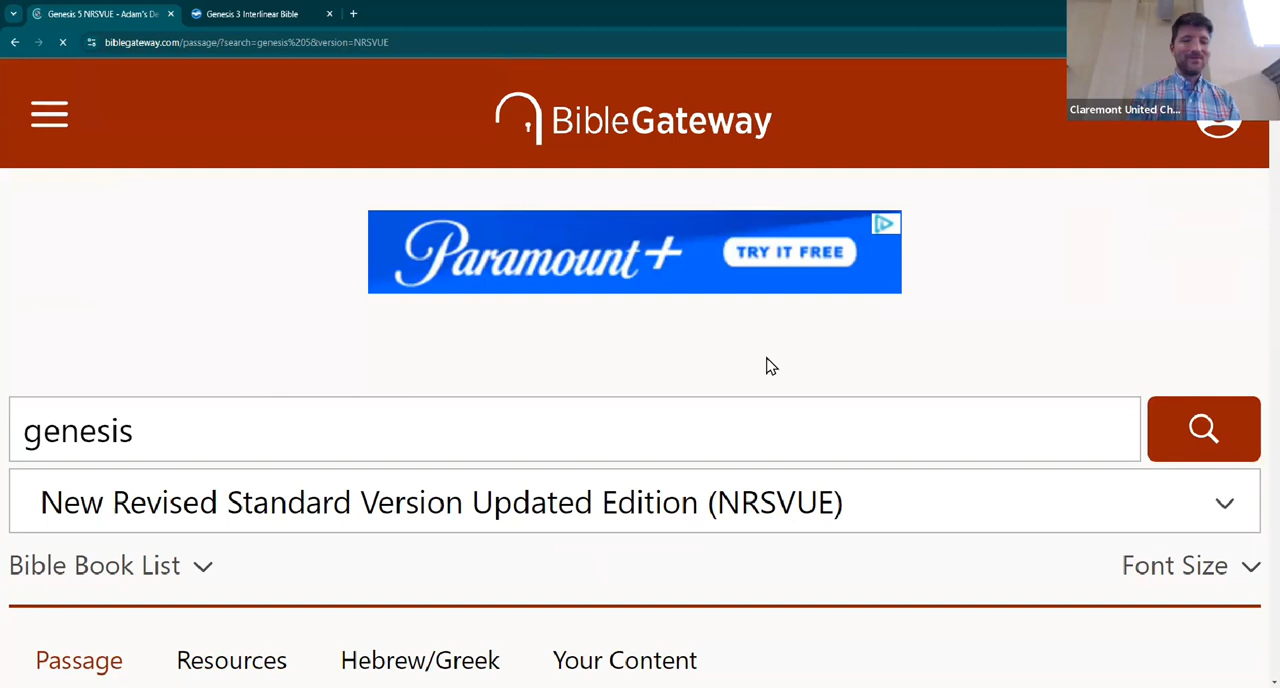 Genesis 5 NRSVUE - Adam's De
Genesis 3 Interlinear Bible
biblegateway.com/passage/?search=genesis%205&version=NRSVUE
Claremont United Ch...
BibleGateway
Paramount+
TRY IT FREE
genesis
New Revised Standard Version Updated Edition (NRSVUE)
Bible Book List
Font Size
Passage Resources Hebrew/Greek Your Content